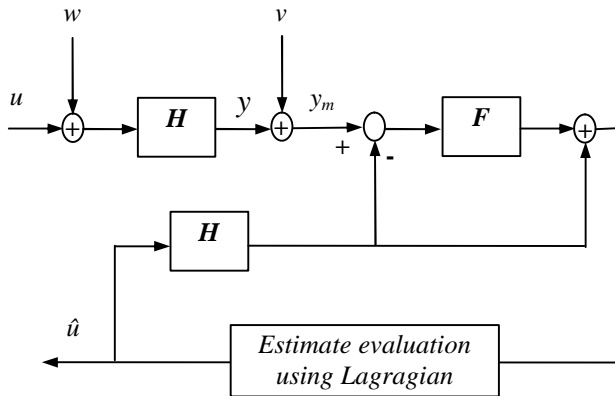 w
v
u
+
H
y
+
y_m
+
F
+
-
H
û
Estimate evaluation
using Lagragian